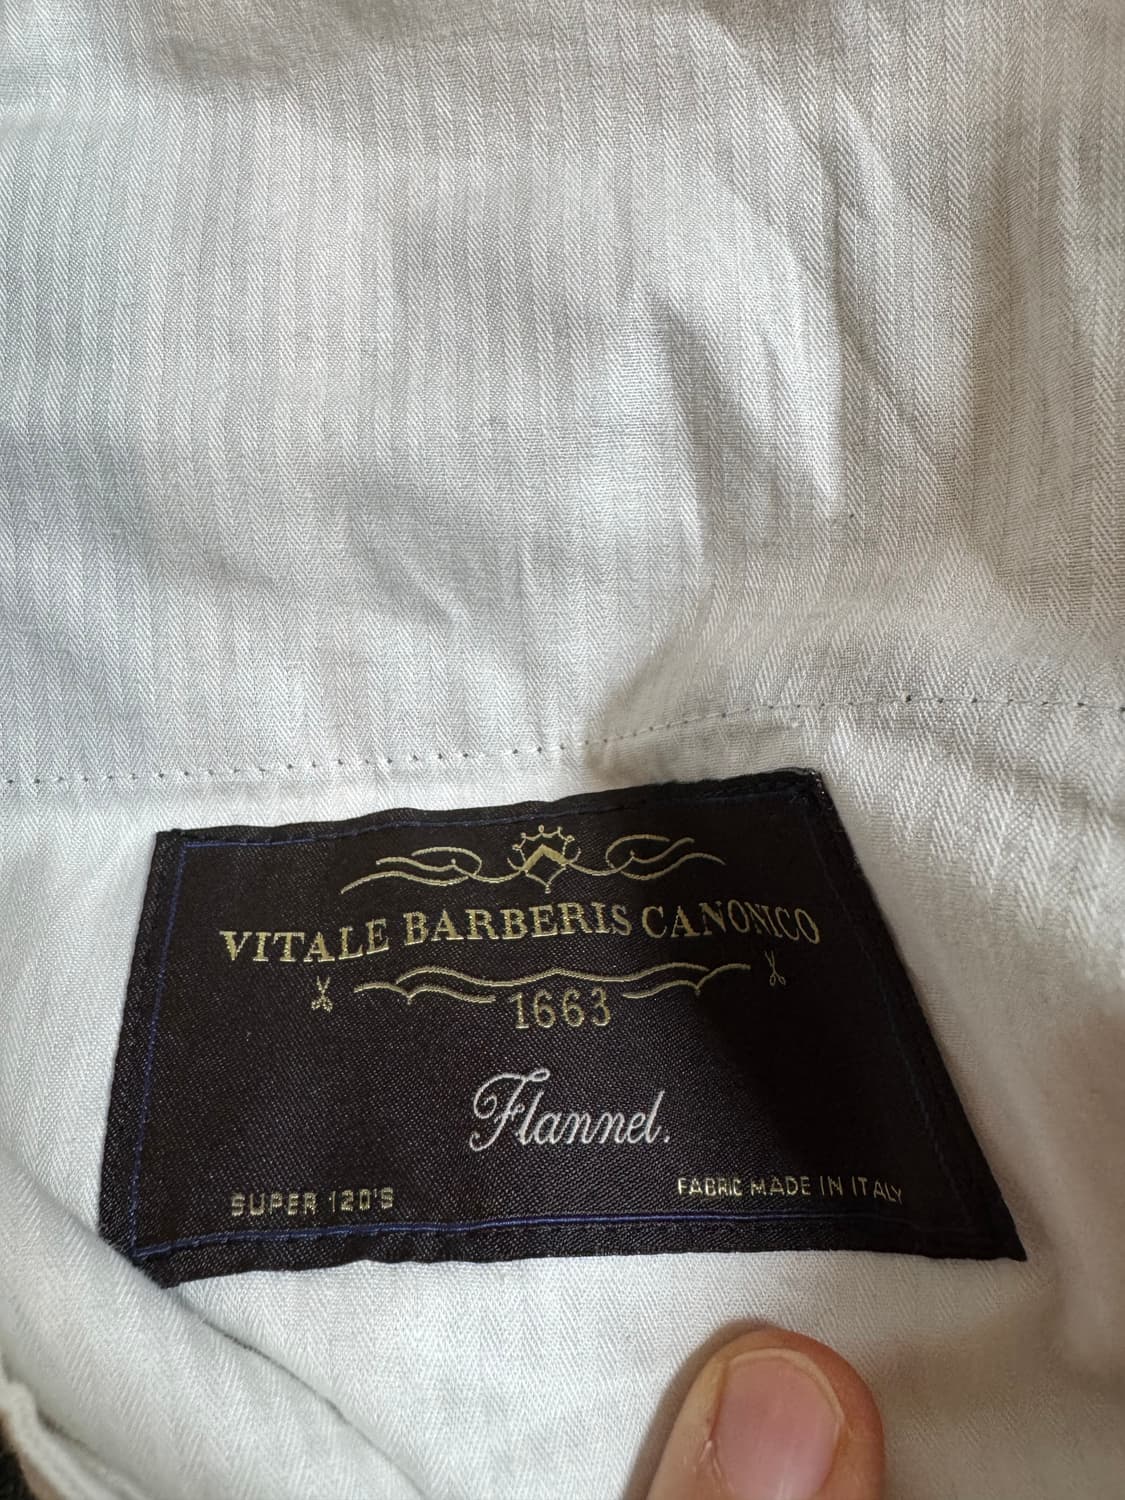 VITALE BARBERIS CANONICO
1663
Flannel.
SUPER 120'S
FABRIC MADE IN ITALY